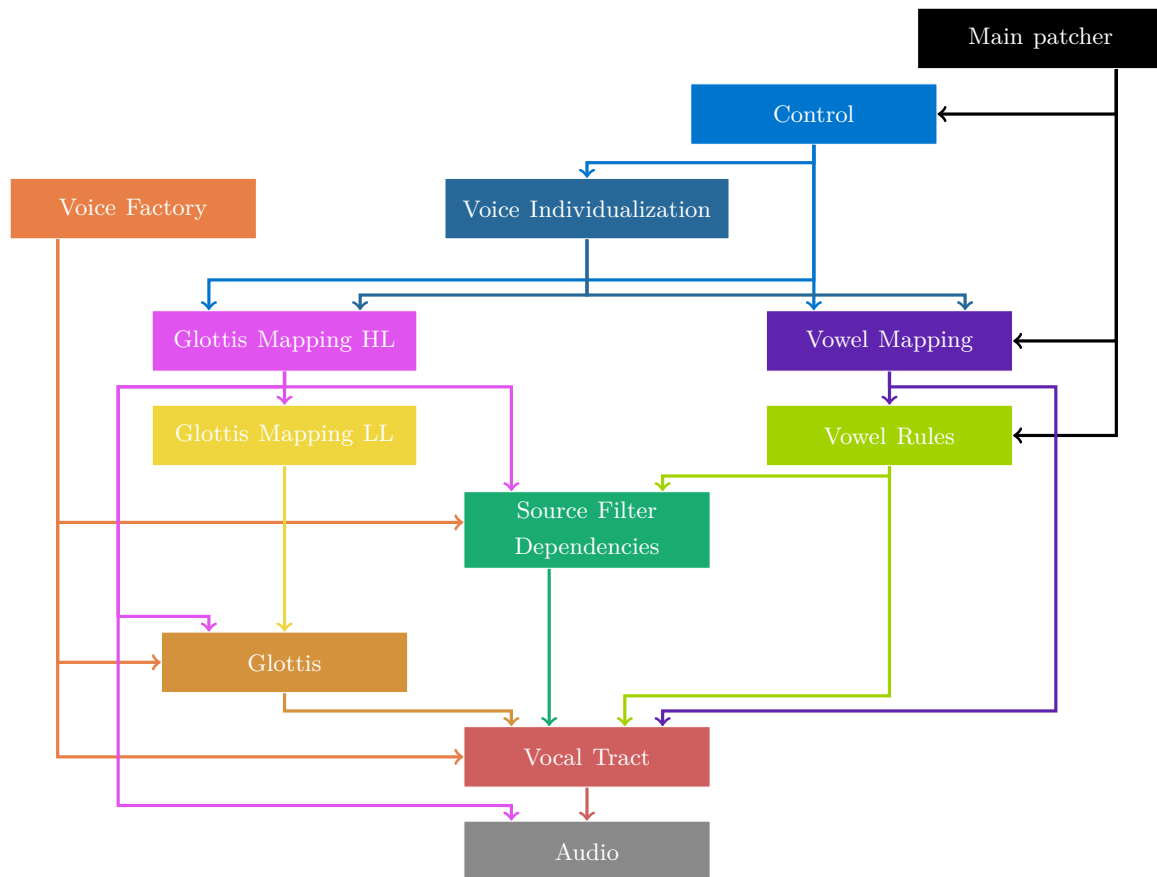 Main patcher
Control
Voice Factory
Voice Individualization
Glottis Mapping HL
Vowel Mapping
Glottis Mapping LL
Vowel Rules
Source Filter
Dependencies
Glottis
Vocal Tract
Audio